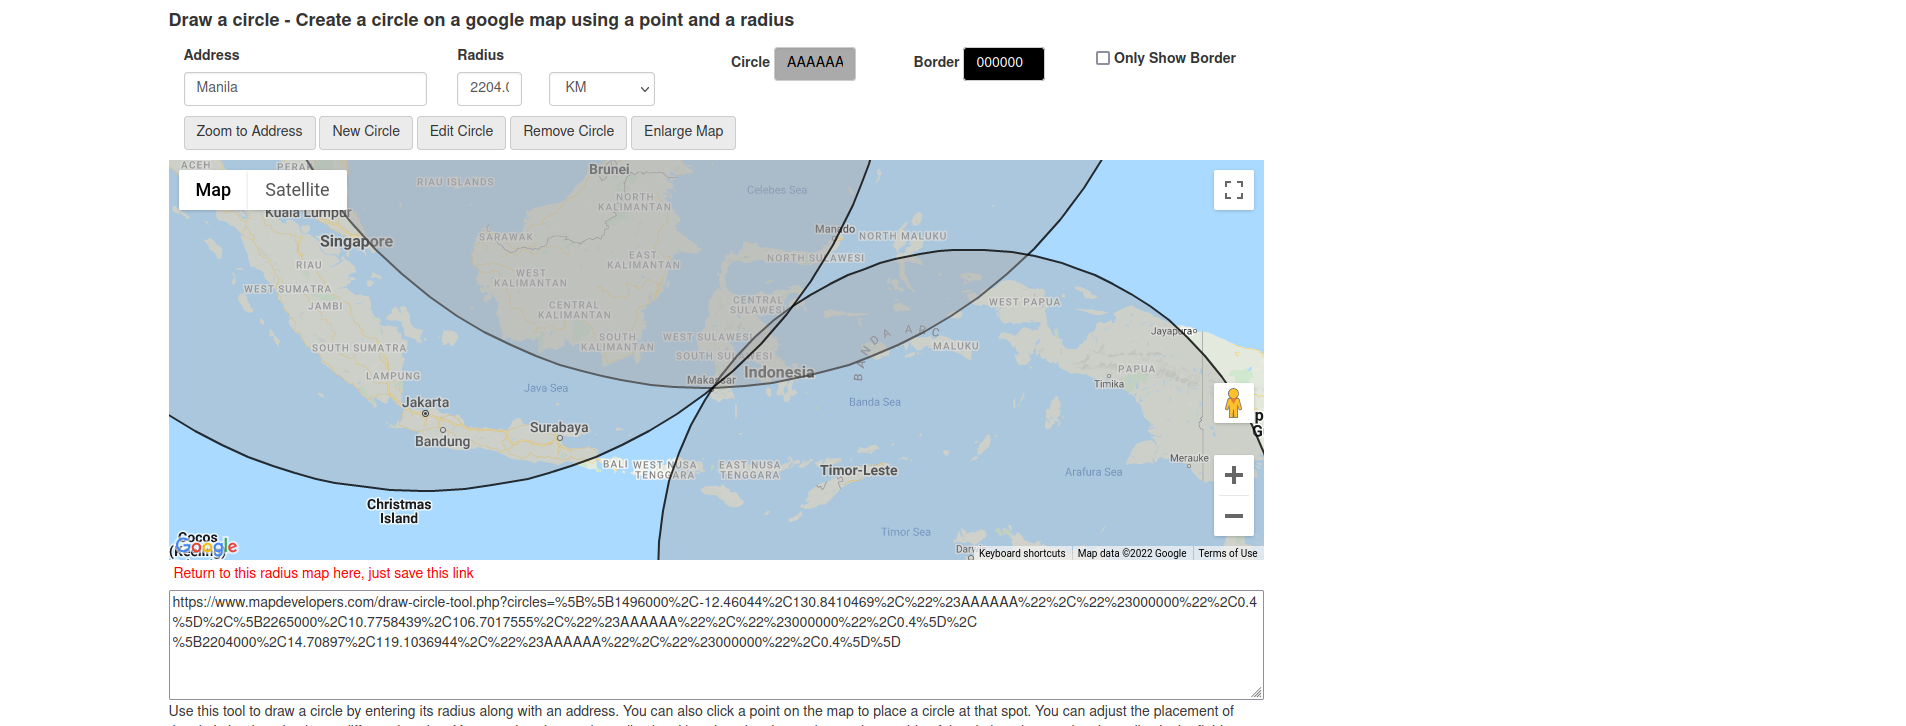 Draw a circle - Create a circle on a google map using a point and a radius
Address
Radius
Circle
AAAAAA
Border
000000
Only Show Border
Manila
2204.0
KM
Zoom to Address
New Circle
Edit Circle
Remove Circle
Enlarge Map
ACEH
PERA
Brunei
Map
Satellite
RIAU ISLANDS
Celebes Sea
NORTH
KALIMANTAN
Kuala Lumpur
Singapore
SARAWAK
Manado
NORTH MALUKU
RIAU
EAST
KALIMANTAN
NORTH SULAWESI
WEST
KALIMANTAN
WEST SUMATRA
JAMBI
CENTRAL
KALIMANTAN
CENTRAL
SULAWESI
WEST PAPUA
SOUTH
KALIMANTAN
WEST SULAWESI
SOUTH SULAWESI
BANDA ARC
MALUKU
Jayapura
SOUTH SUMATRA
LAMPUNG
Java Sea
Makassar
Indonesia
PAPUA
Timika
Jakarta
Banda Sea
Bandung
Surabaya
BALI
WEST NUSA
TENGGARA
EAST NUSA
TENGGARA
Timor-Leste
Arafura Sea
Merauke
Christmas
Island
Timor Sea
Cocos
(Keeling)
Google
Darw
Keyboard shortcuts
Map data ©2022 Google
Terms of Use
Return to this radius map here, just save this link
https://www.mapdevelopers.com/draw-circle-tool.php?circles=%5B%5B1496000%2C-12.46044%2C130.8410469%2C%22%23AAAAAA%22%2C%22%23000000%22%2C0.4
%5D%2C%5B2265000%2C10.7758439%2C106.7017555%2C%22%23AAAAAA%22%2C%22%23000000%22%2C0.4%5D%2C
%5B2204000%2C14.70897%2C119.1036944%2C%22%23AAAAAA%22%2C%22%23000000%22%2C0.4%5D%5D
Use this tool to draw a circle by entering its radius along with an address. You can also click a point on the map to place a circle at that spot. You can adjust the placement of